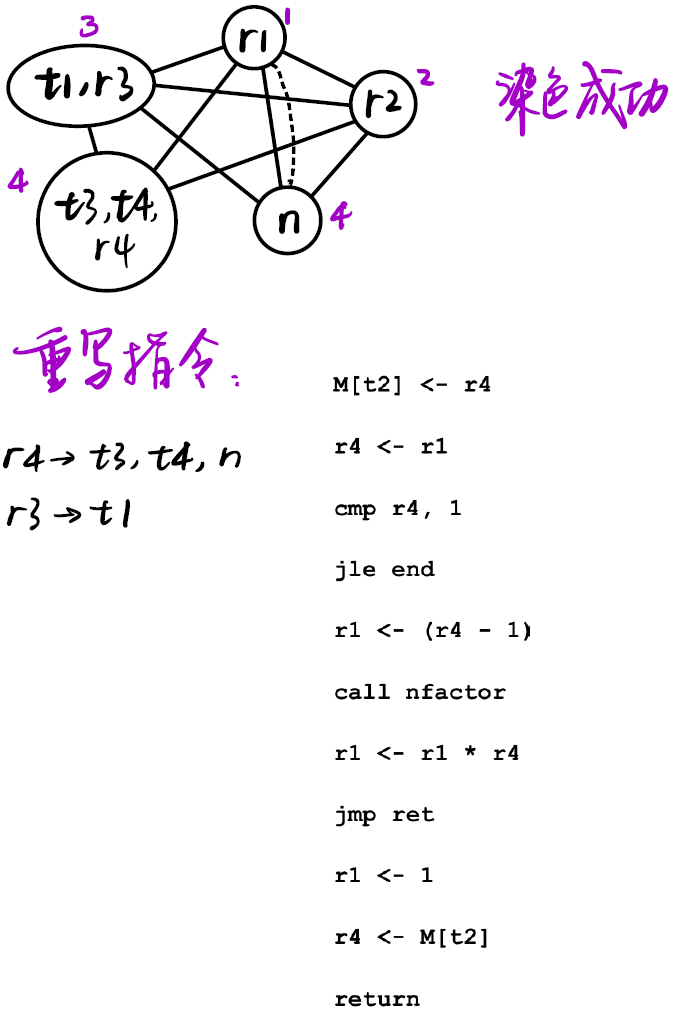 1
3
r1
t1,r3
2
r2
染色成功
4
t3,t4,
r4
n
4
重写指令:
r4→t3,t4,n
r3→t1
M[t2] <- r4
r4 <- r1
cmp r4, 1
jle end
r1 <- (r4 - 1)
call nfactor
r1 <- r1 * r4
jmp ret
r1 <- 1
r4 <- M[t2]
return